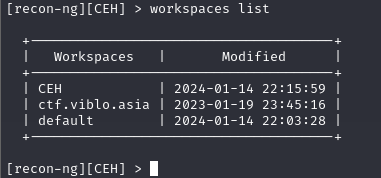 [recon-ng][CEH] > workspaces list
+----------------------------------+
| Workspaces | Modified |
+----------------------------------+
| CEH | 2024-01-14 22:15:59 |
| ctf.viblo.asia | 2023-01-19 23:45:16 |
| default | 2024-01-14 22:03:28 |
+----------------------------------+
[recon-ng][CEH] >